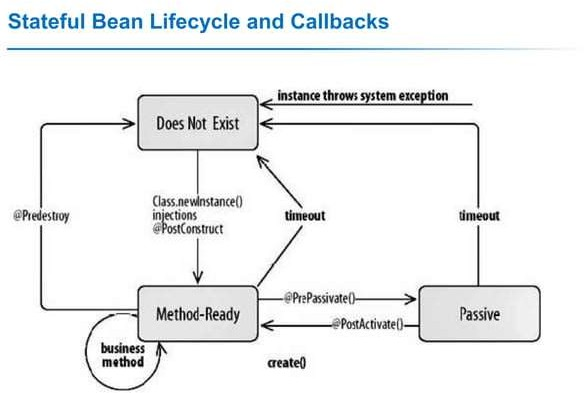 Stateful Bean Lifecycle and Callbacks
instance throws system exception
Does Not Exist
Class.newInstance()
injections
@PostConstruct
@Predestroy
timeout
timeout
@PrePassivate()
Method-Ready
Passive
@PostActivate()
business
method
create()